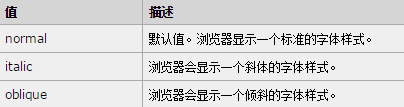 值 描述
normal 默认值。浏览器显示一个标准的字体样式。
italic 浏览器会显示一个斜体的字体样式。
oblique 浏览器会显示一个倾斜的字体样式。